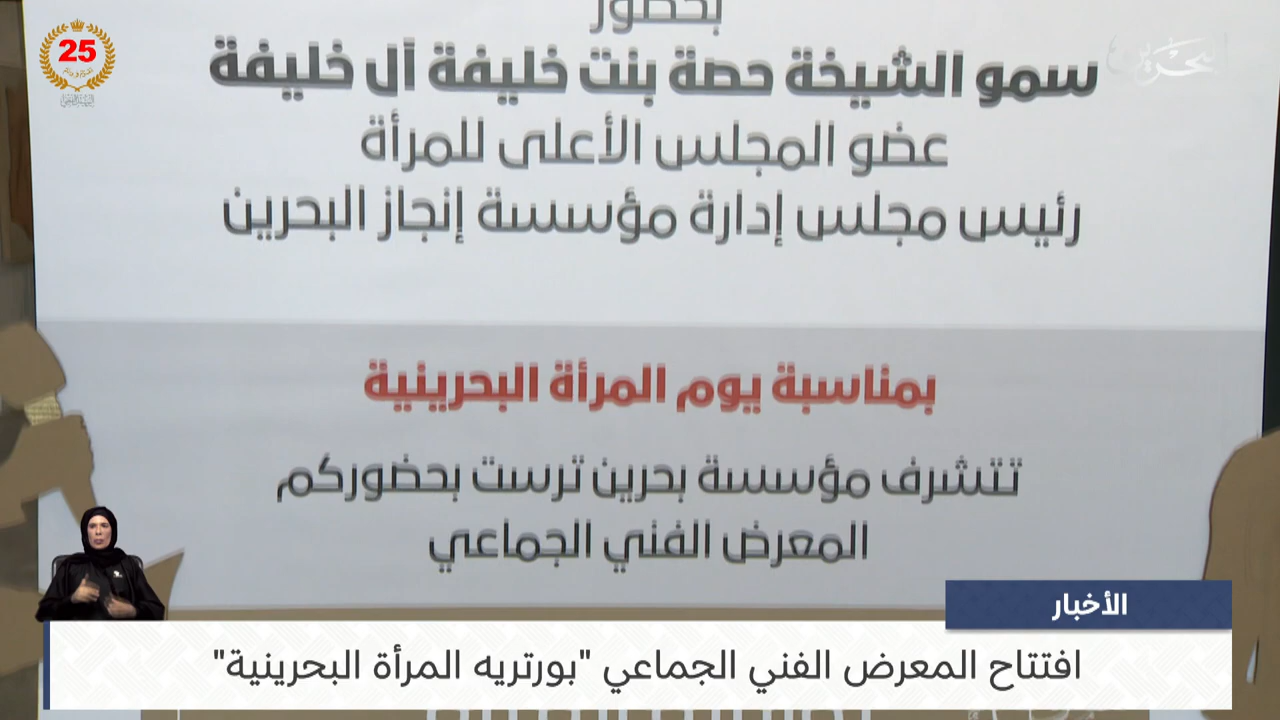 بحضور
سمو الشيخة حصة بنت خليفة آل خليفة
عضو المجلس الأعلى للمرأة
رئيس مجلس إدارة مؤسسة إنجاز البحرين
بمناسبة يوم المرأة البحرينية
تتشرف مؤسسة بحرين ترست بحضوركم
المعرض الفني الجماعي
25
البحرين
الأخبار
افتتاح المعرض الفني الجماعي "بورتريه المرأة البحرينية"